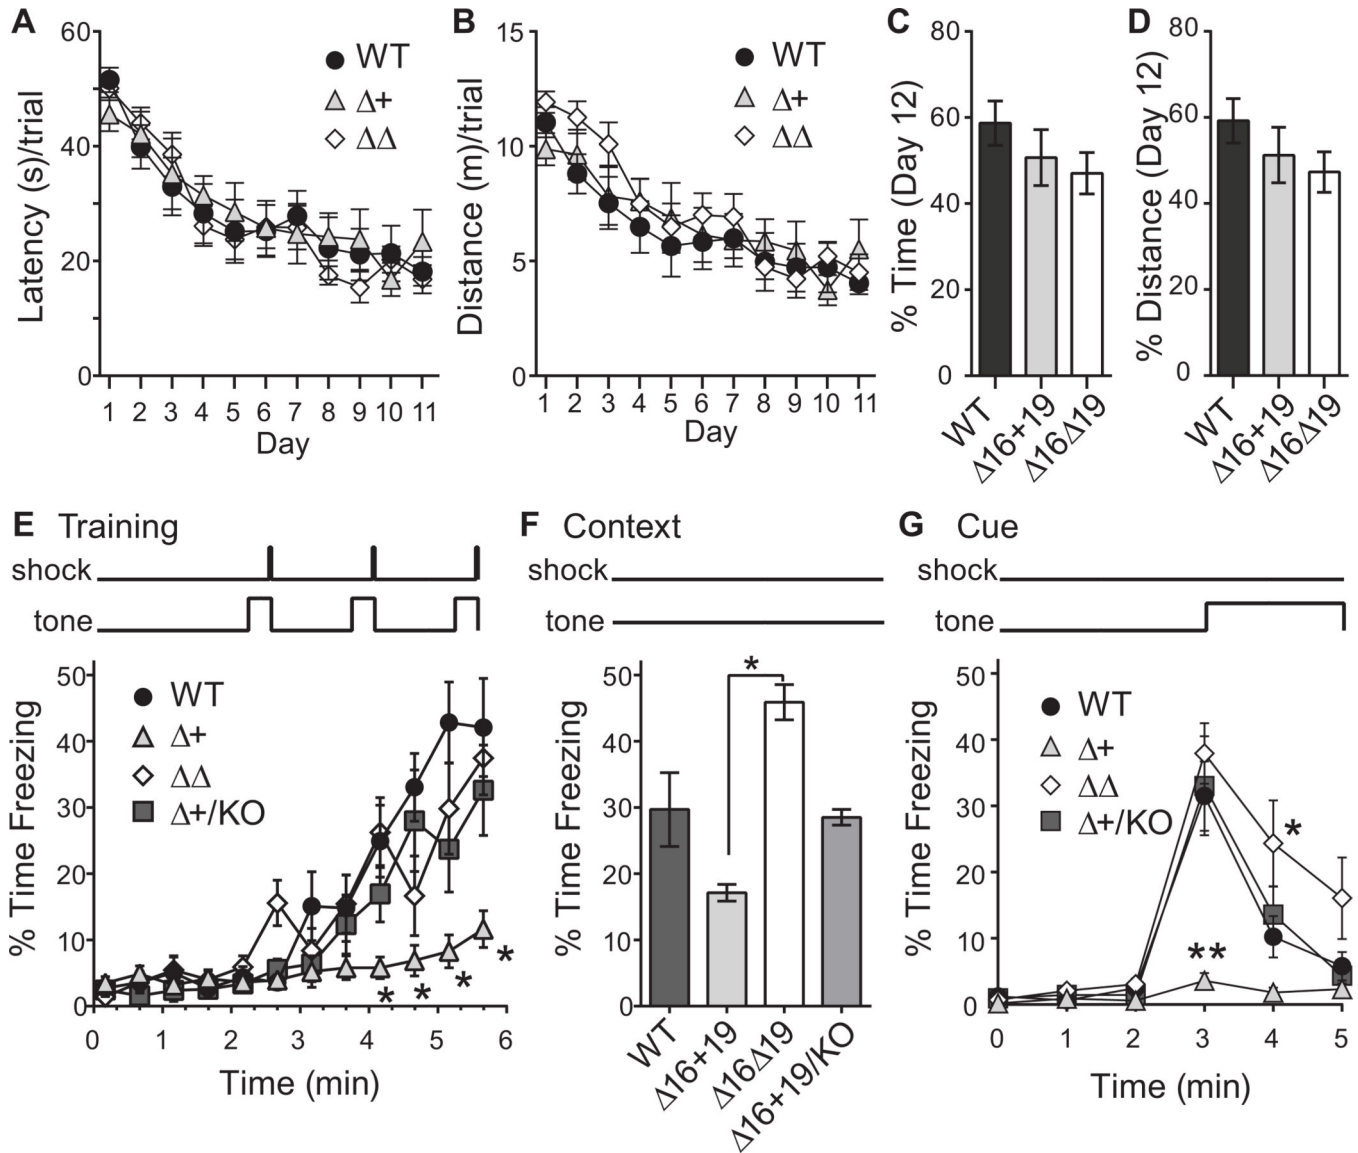 A
60
40
20
0
Latency (s)/trial
WT
Δ+
ΔΔ
1 2 3 4 5 6 7 8 9 10 11
Day
B
15
10
5
0
Distance (m)/trial
WT
Δ+
ΔΔ
1 2 3 4 5 6 7 8 9 10 11
Day
C
80
60
40
20
0
% Time (Day 12)
WT
Δ16+19
Δ16Δ19
D
80
60
40
20
0
% Distance (Day 12)
WT
Δ16+19
Δ16Δ19
E Training
shock
tone
50
40
30
20
10
0
% Time Freezing
WT
Δ+
ΔΔ
Δ+/KO
* * * *
0 1 2 3 4 5 6
Time (min)
F Context
shock
tone
50
40
30
20
10
0
% Time Freezing
*
WT
Δ16+19
Δ16Δ19
Δ16+19/KO
G Cue
shock
tone
50
40
30
20
10
0
% Time Freezing
WT
Δ+
ΔΔ
Δ+/KO
*
**
0 1 2 3 4 5
Time (min)